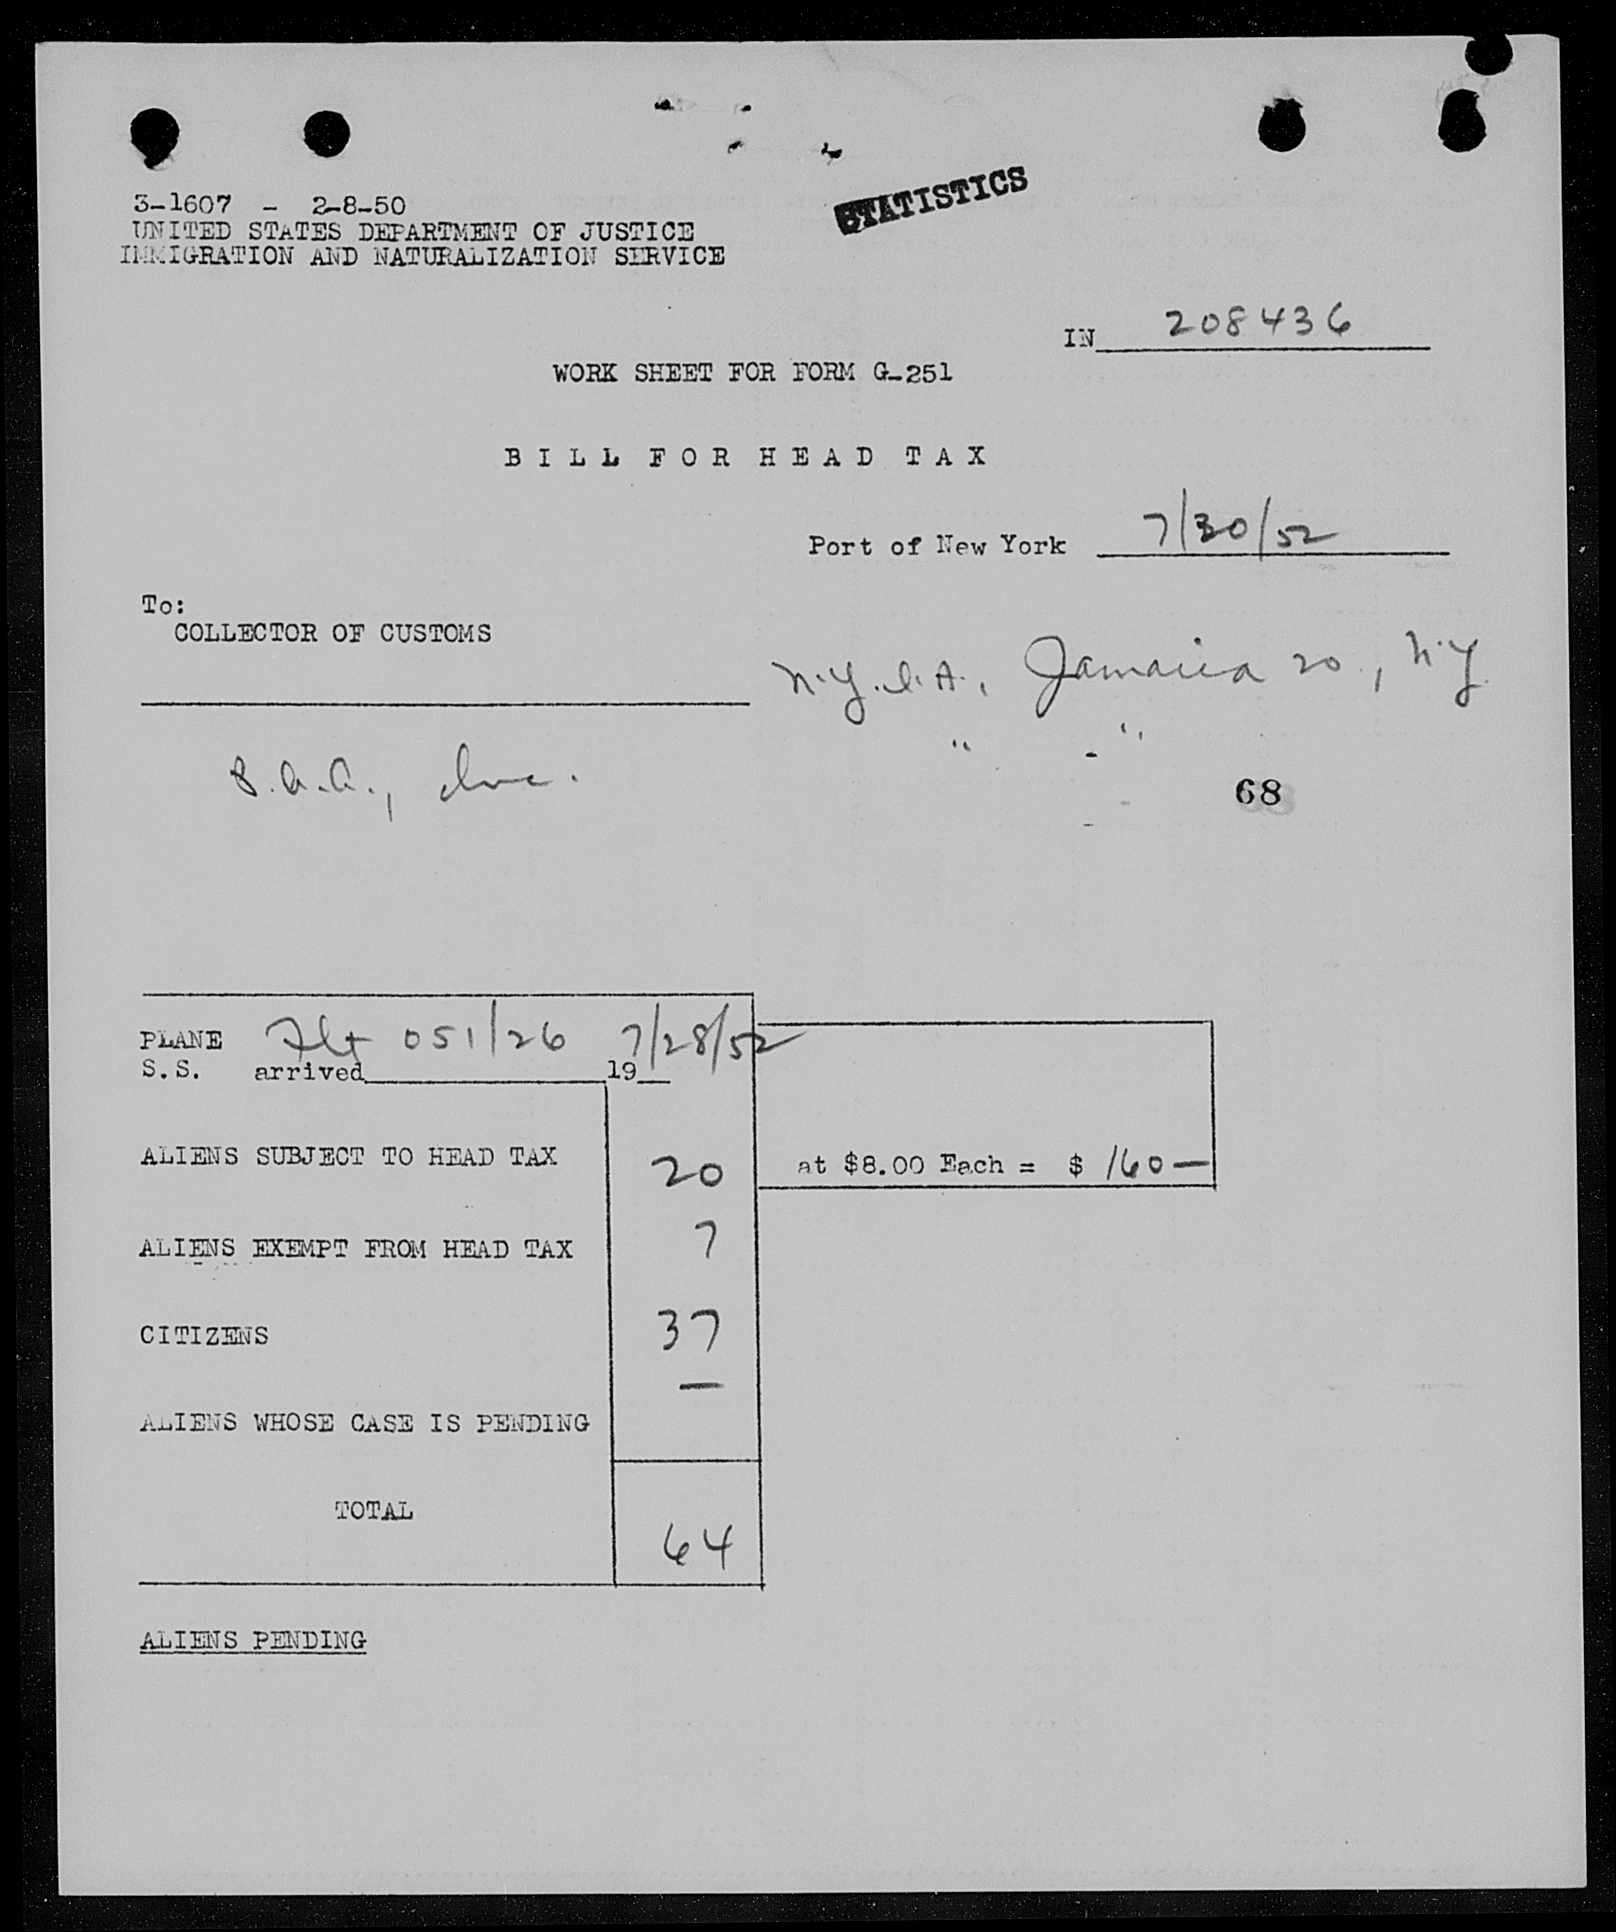 STATISTICS
3-1607 - 2-8-50
UNITED STATES DEPARTMENT OF JUSTICE
IMMIGRATION AND NATURALIZATION SERVICE
IN 208436
WORK SHEET FOR FORM G-251
BILL FOR HEAD TAX
Port of New York 7/30/52
To:
COLLECTOR OF CUSTOMS
N.Y.I.A., Jamaica 20, N.Y.
" - "
Inc.
68
PLANE Flt 051/26 7/28/52
S.S. arrived 19
ALIENS SUBJECT TO HEAD TAX 20 at $8.00 Each = $ 160 —
ALIENS EXEMPT FROM HEAD TAX 7
CITIZENS 37
ALIENS WHOSE CASE IS PENDING —
TOTAL 64
ALIENS PENDING